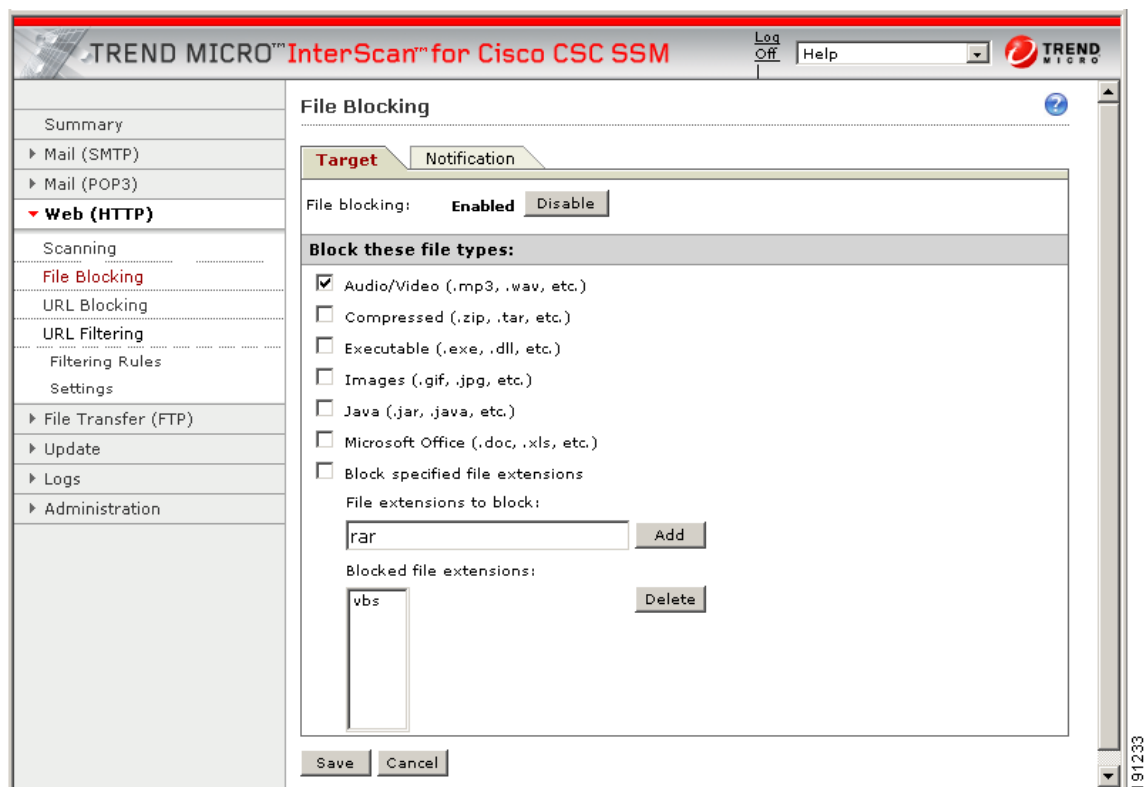 TREND MICRO™ InterScan™ for Cisco CSC SSM
Log Off
Help
TREND MICRO
Summary
Mail (SMTP)
Mail (POP3)
Web (HTTP)
Scanning
File Blocking
URL Blocking
URL Filtering
Filtering Rules
Settings
File Transfer (FTP)
Update
Logs
Administration
File Blocking
?
Target
Notification
File blocking: Enabled Disable
Block these file types:
Audio/Video (.mp3, .wav, etc.)
Compressed (.zip, .tar, etc.)
Executable (.exe, .dll, etc.)
Images (.gif, .jpg, etc.)
Java (.jar, .java, etc.)
Microsoft Office (.doc, .xls, etc.)
Block specified file extensions
File extensions to block:
rar Add
Blocked file extensions:
vbs Delete
Save Cancel
191233